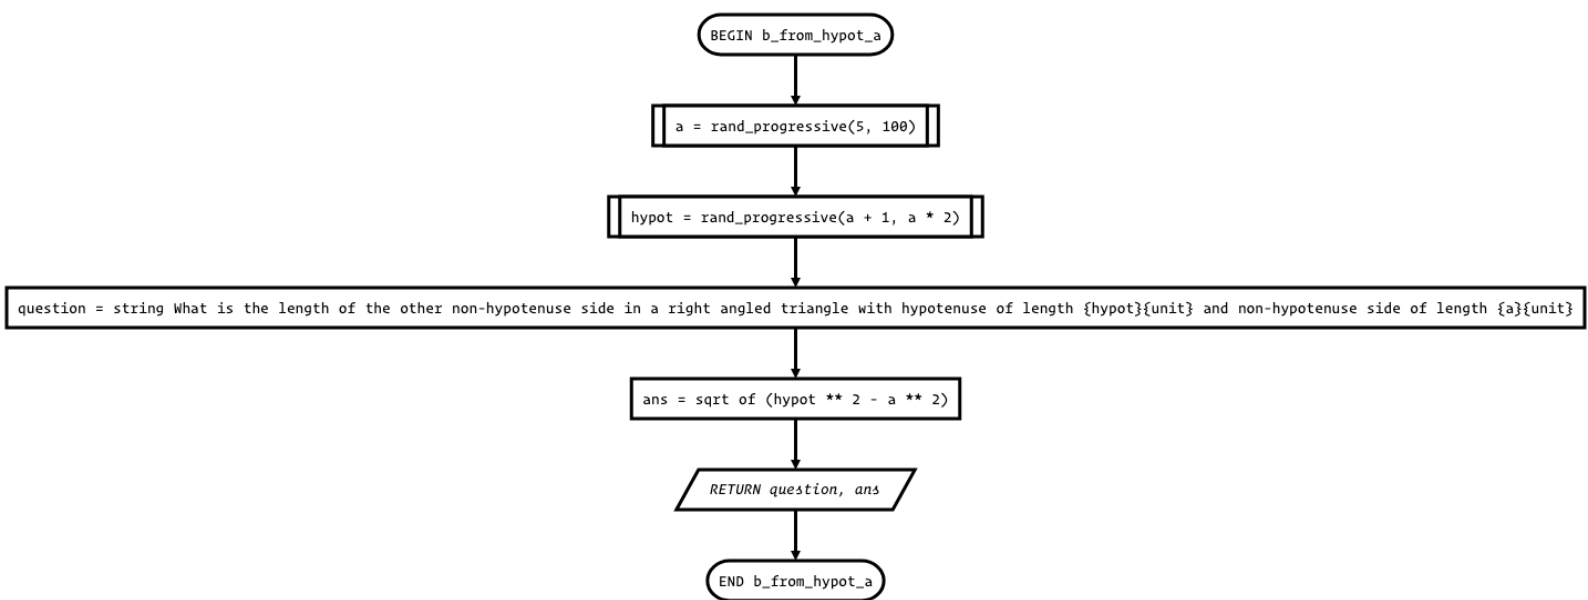 BEGIN b_from_hypot_a
a = rand_progressive(5, 100)
hypot = rand_progressive(a + 1, a * 2)
question = string What is the length of the other non-hypotenuse side in a right angled triangle with hypotenuse of length {hypot}{unit} and non-hypotenuse side of length {a}{unit}
ans = sqrt of (hypot ** 2 - a ** 2)
RETURN question, ans
END b_from_hypot_a